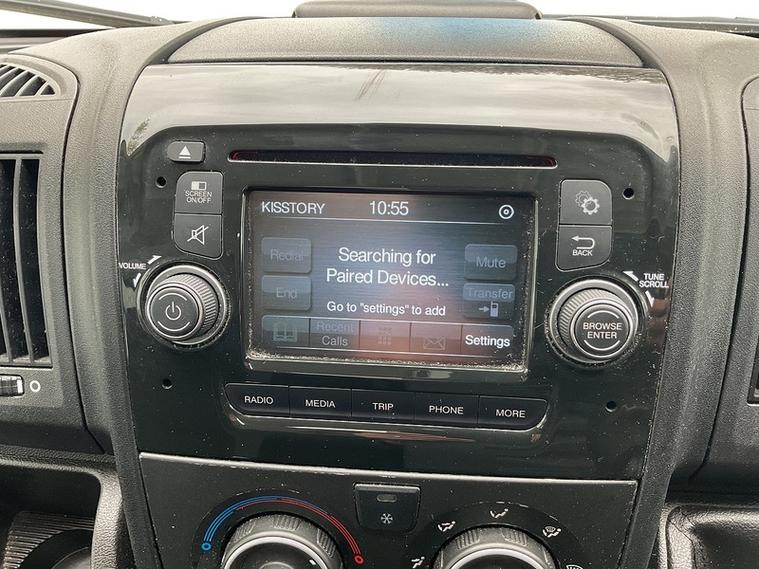 SCREEN
ON/OFF
KISSTORY 10:55
Redial
Searching for
Paired Devices...
Mute
End
Go to "settings" to add
Transfer
Recent
Calls
Settings
BACK
VOLUME
TUNE
SCROLL
BROWSE
ENTER
RADIO MEDIA TRIP PHONE MORE